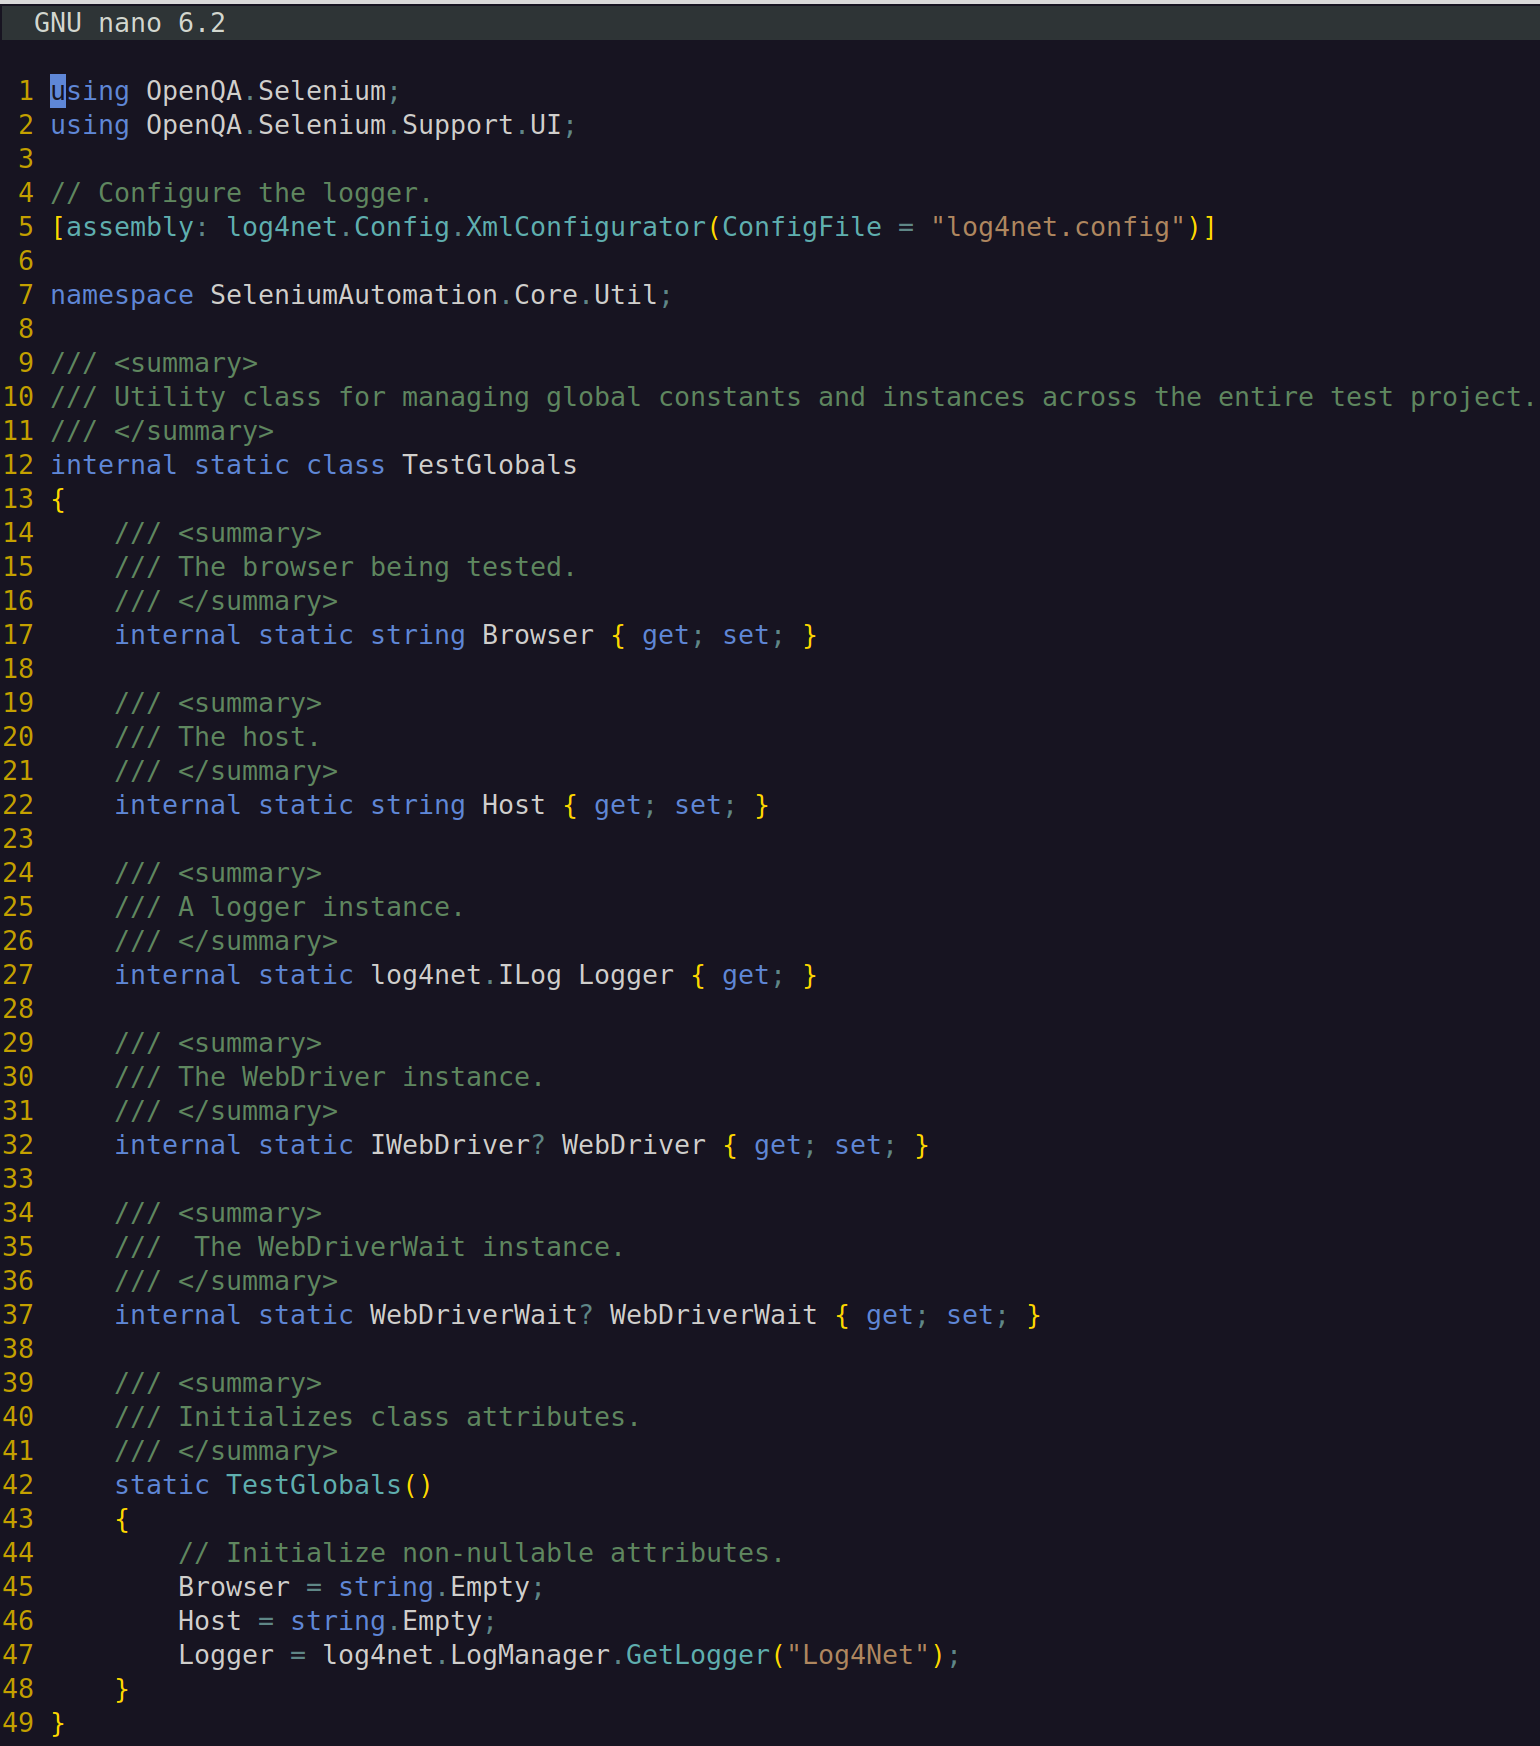 GNU nano 6.2
1 using OpenQA.Selenium;
2 using OpenQA.Selenium.Support.UI;
3
4 // Configure the logger.
5 [assembly: log4net.Config.XmlConfigurator(ConfigFile = "log4net.config")]
6
7 namespace SeleniumAutomation.Core.Util;
8
9 /// <summary>
10 /// Utility class for managing global constants and instances across the entire test project.
11 /// </summary>
12 internal static class TestGlobals
13 {
14     /// <summary>
15     /// The browser being tested.
16     /// </summary>
17     internal static string Browser { get; set; }
18
19     /// <summary>
20     /// The host.
21     /// </summary>
22     internal static string Host { get; set; }
23
24     /// <summary>
25     /// A logger instance.
26     /// </summary>
27     internal static log4net.ILog Logger { get; }
28
29     /// <summary>
30     /// The WebDriver instance.
31     /// </summary>
32     internal static IWebDriver? WebDriver { get; set; }
33
34     /// <summary>
35     ///  The WebDriverWait instance.
36     /// </summary>
37     internal static WebDriverWait? WebDriverWait { get; set; }
38
39     /// <summary>
40     /// Initializes class attributes.
41     /// </summary>
42     static TestGlobals()
43     {
44         // Initialize non-nullable attributes.
45         Browser = string.Empty;
46         Host = string.Empty;
47         Logger = log4net.LogManager.GetLogger("Log4Net");
48     }
49 }